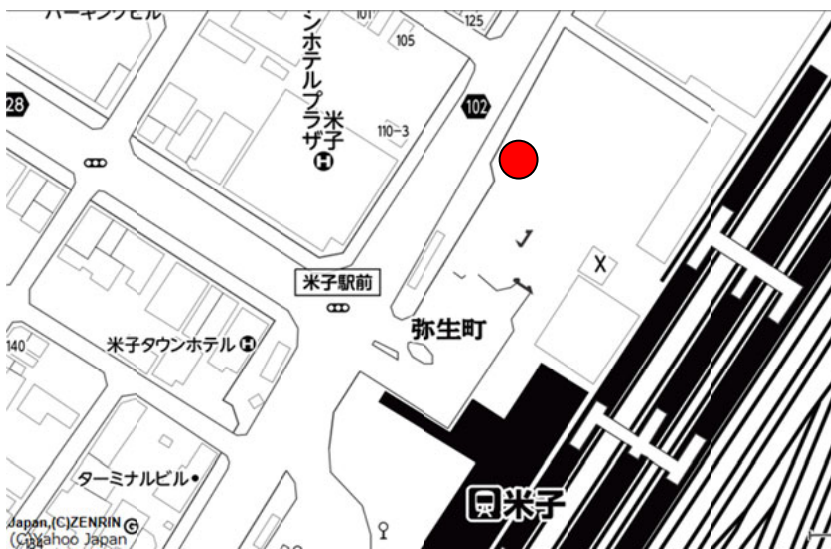 パーキングビル
101
125
105
ンホテルプラザ
米子
H
110-3
28
102
X
米子駅前
弥生町
140
米子タウンホテル H
ターミナルビル
米子
Japan,(C)ZENRIN G
(C)Yahoo Japan